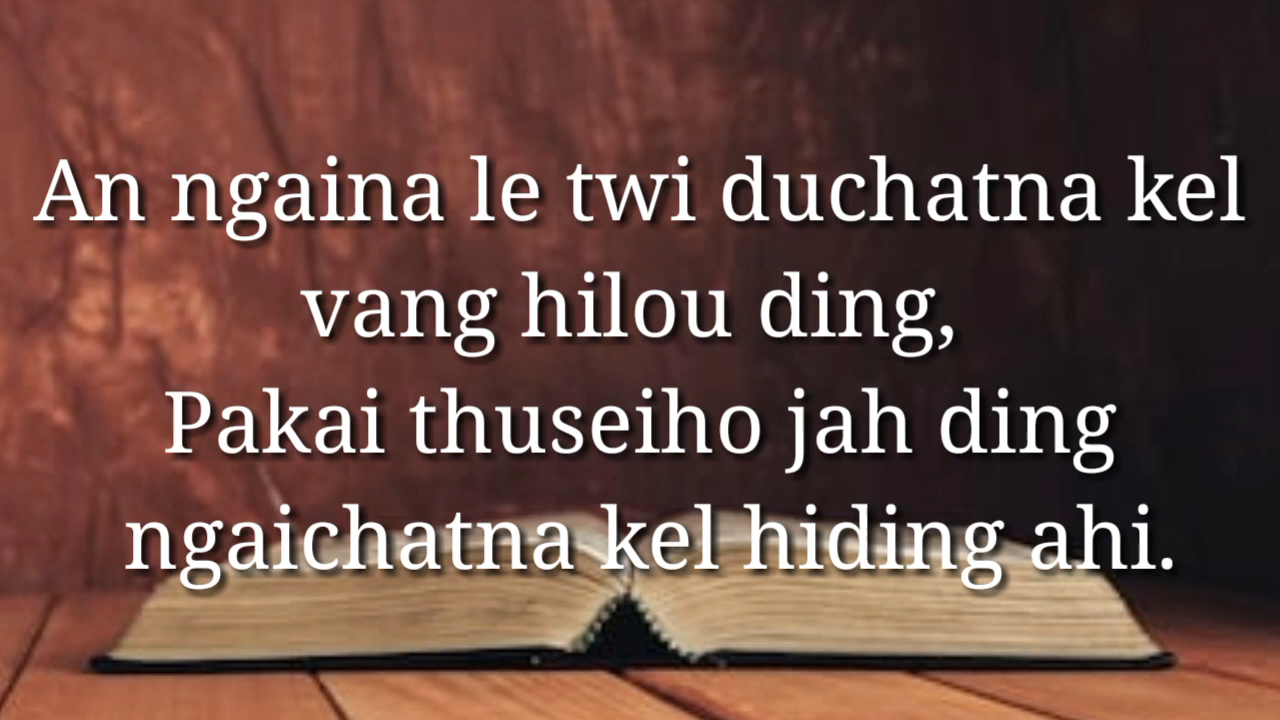 An ngaina le twi duchatna kel
vang hilou ding,
Pakai thuseiho jah ding
ngaichatna kel hiding ahi.